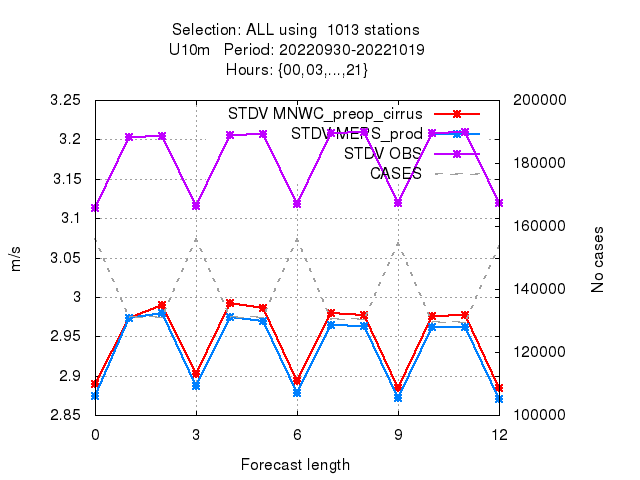 Selection: ALL using  1013 stations
U10m   Period: 20220930-20221019
Hours: {00,03,...,21}
3.25
3.2
3.15
3.1
3.05
3
2.95
2.9
2.85
200000
180000
160000
140000
120000
100000
STDV MNWC_preop_cirrus
STDV MEPS_prod
STDV OBS
CASES
m/s
No cases
0
3
6
9
12
Forecast length